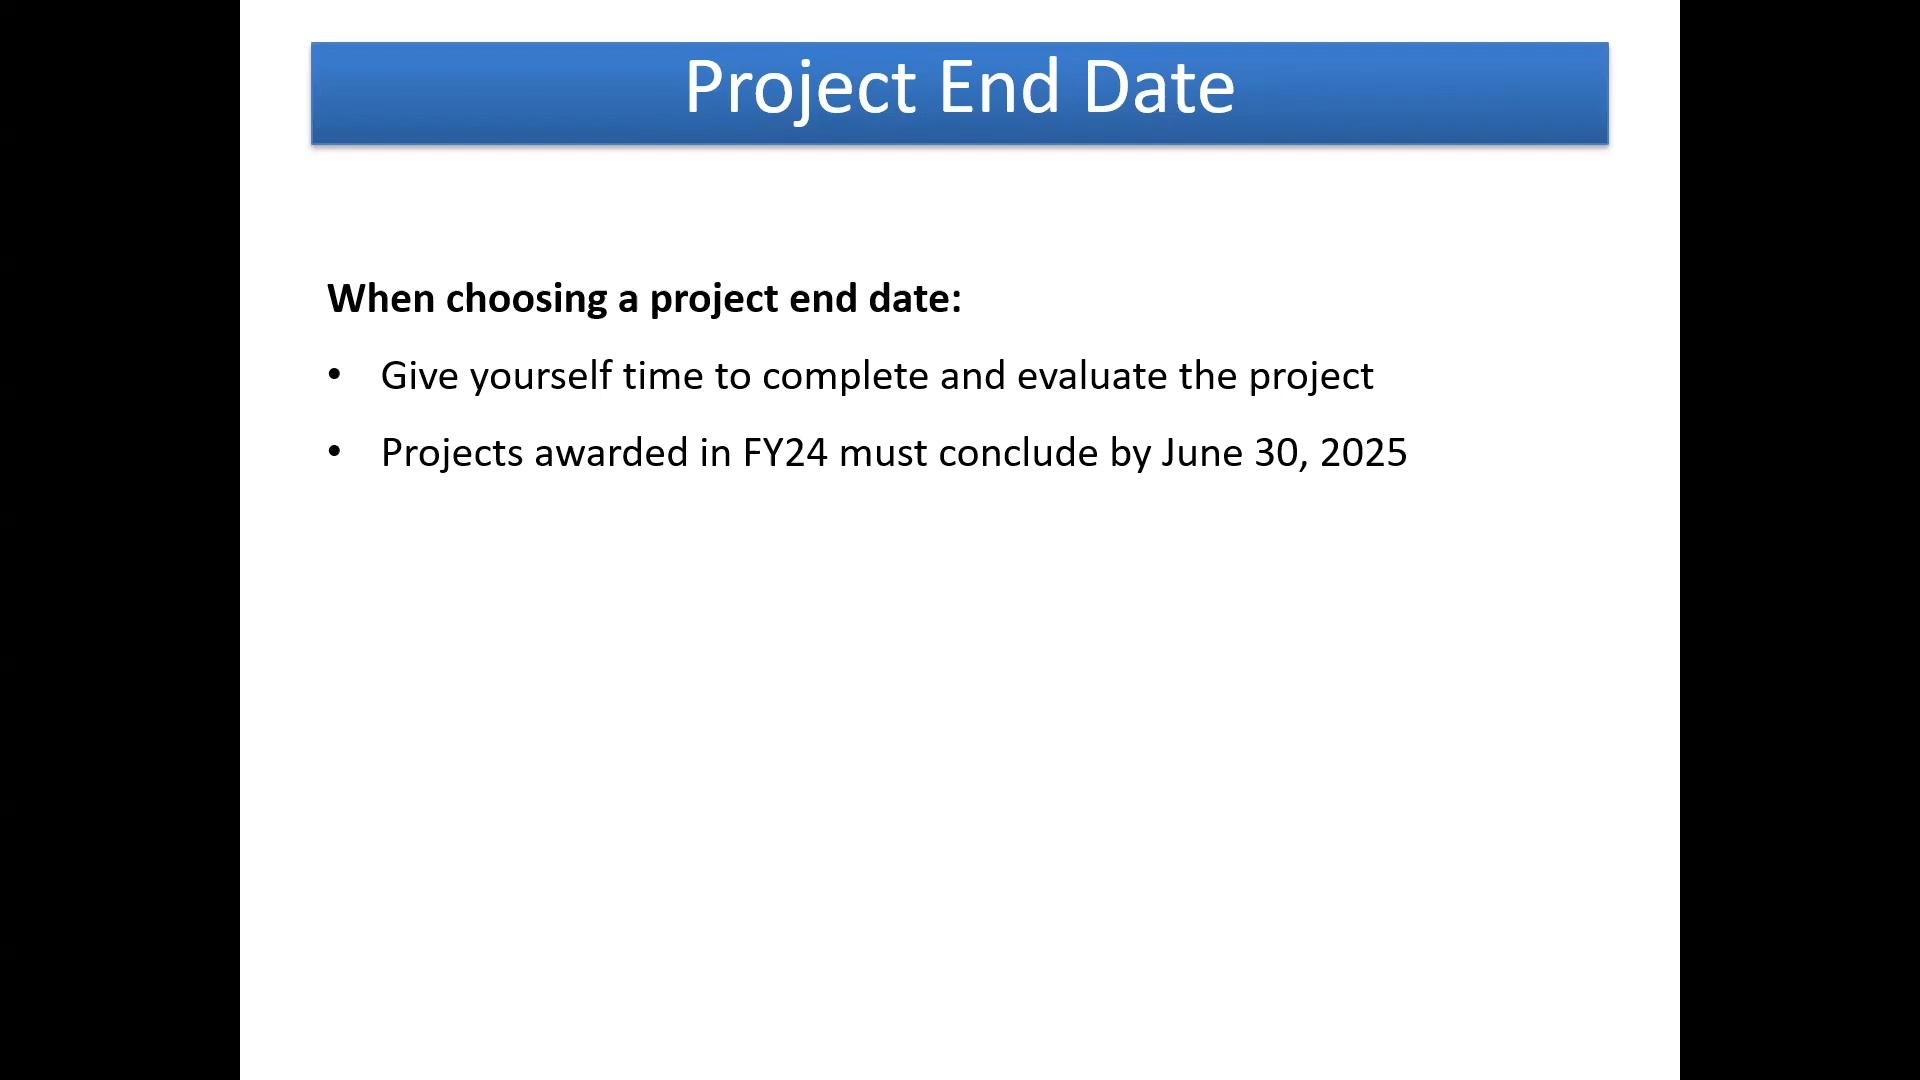 Project End Date
When choosing a project end date:
• Give yourself time to complete and evaluate the project
• Projects awarded in FY24 must conclude by June 30, 2025